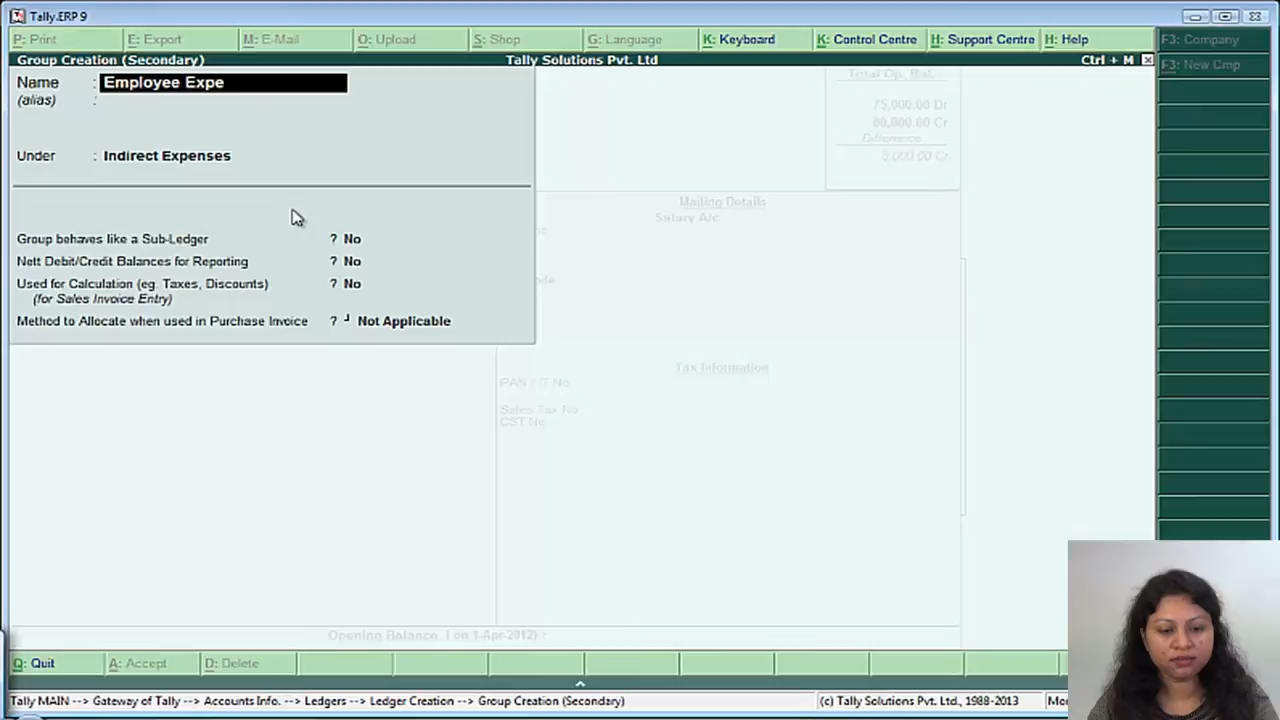 Tally.ERP 9
P: Print E: Export M: E-Mail O: Upload S: Shop G: Language K: Keyboard K: Control Centre H: Support Centre H: Help F3: Company
Group Creation (Secondary) Tally Solutions Pvt. Ltd Ctrl + M F3: New Cmp
Name : Employee Expe
(alias) :
Total Op. Bal.
75,000.00 Dr
80,000.00 Cr
Difference
5,000.00 Cr
Under : Indirect Expenses
Mailing Details
Salary A/c
Group behaves like a Sub-Ledger ? No
Nett Debit/Credit Balances for Reporting ? No
Used for Calculation (eg. Taxes, Discounts) ? No
(for Sales Invoice Entry)
Method to Allocate when used in Purchase Invoice ? Not Applicable
Tax Information
PAN / IT No.
Sales Tax No.
CST No.
Opening Balance ( on 1-Apr-2012) :
Q: Quit A: Accept D: Delete
Tally MAIN --> Gateway of Tally --> Accounts Info. --> Ledgers --> Ledger Creation --> Group Creation (Secondary) (c) Tally Solutions Pvt. Ltd., 1988-2013